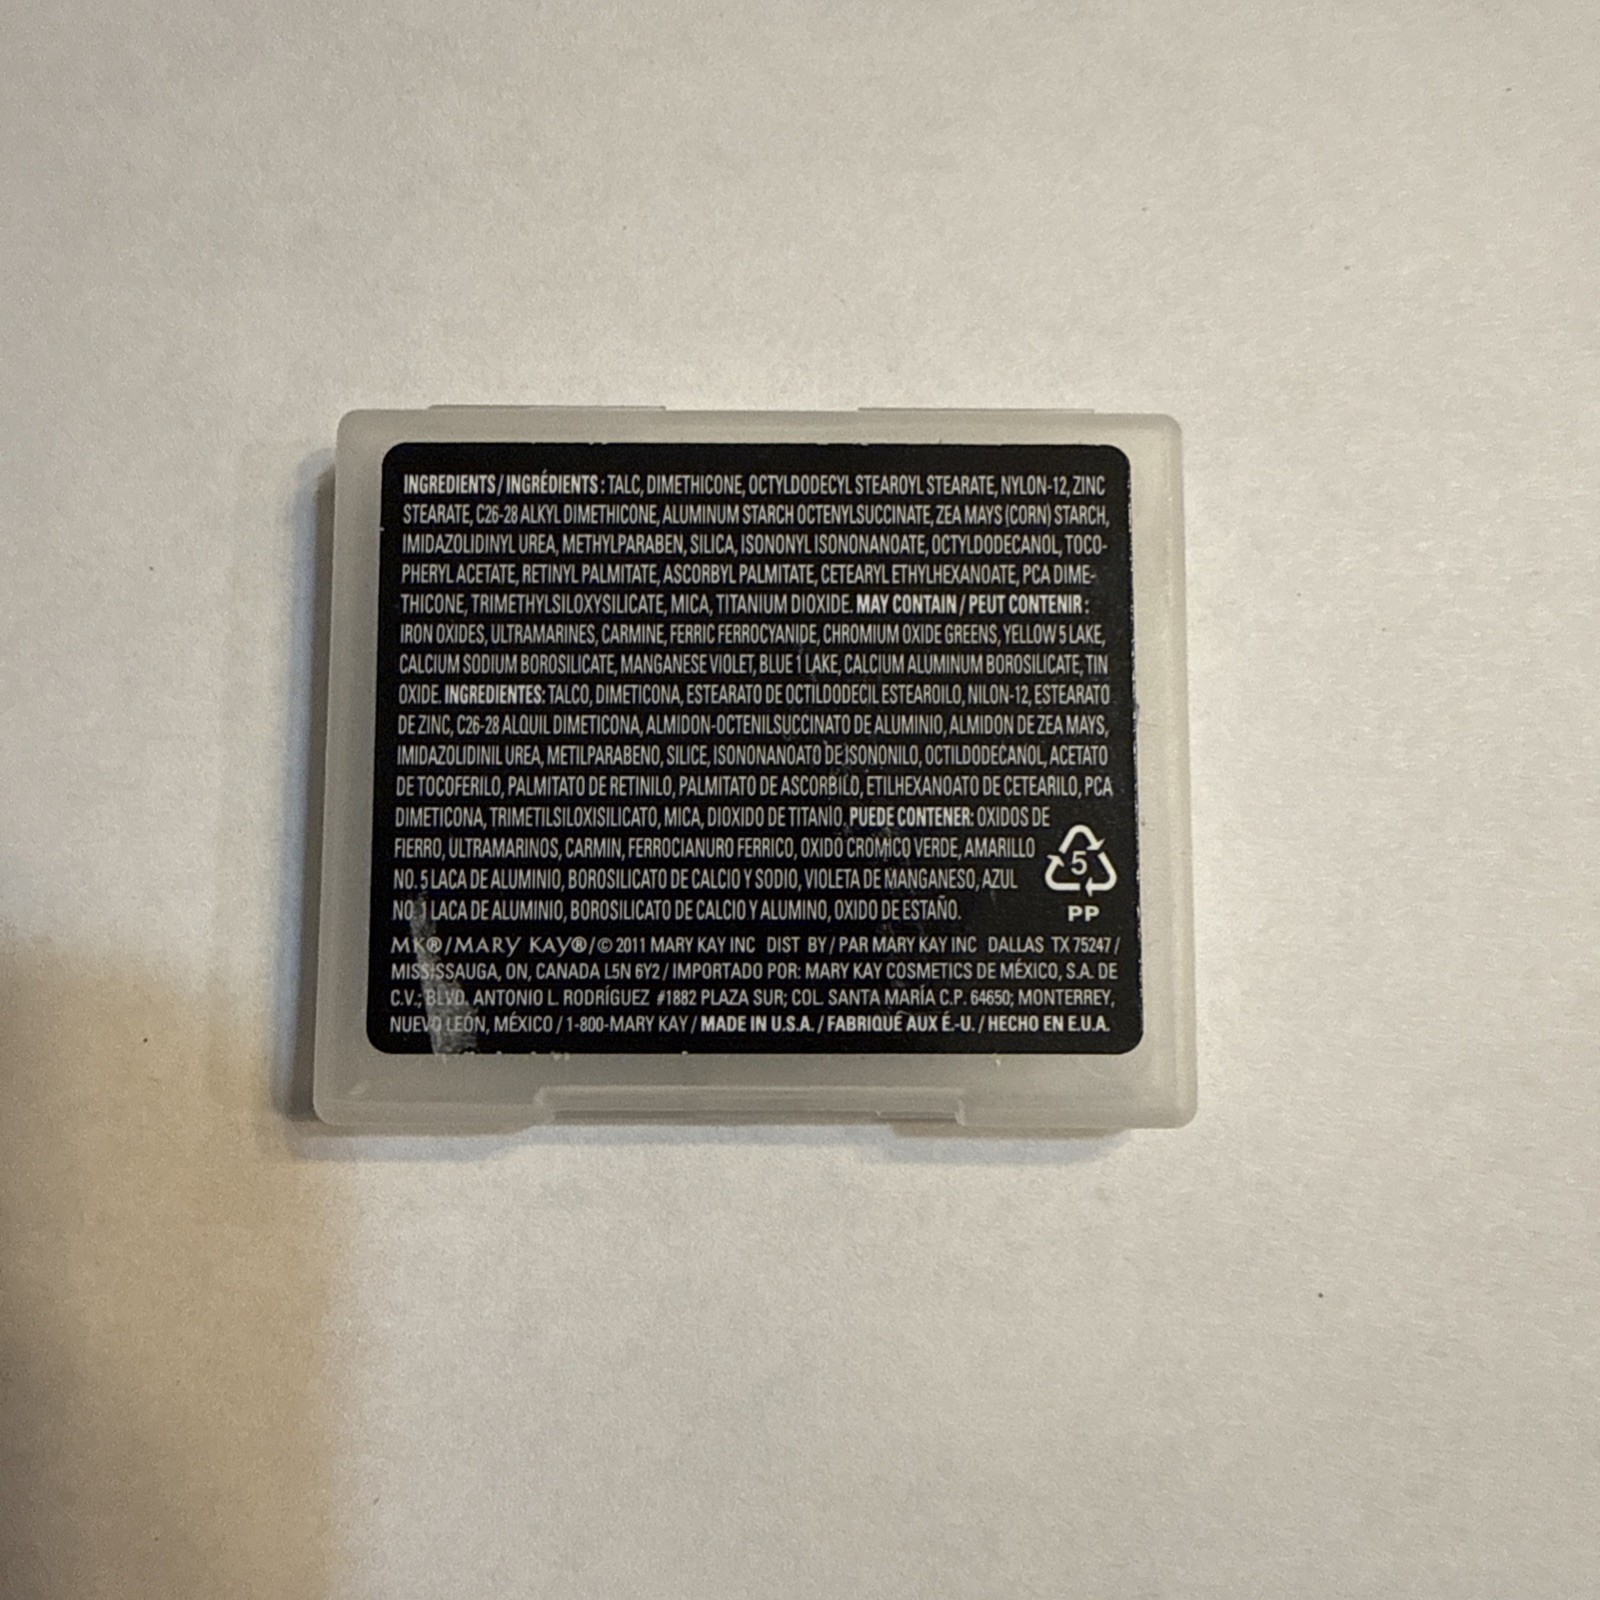 INGREDIENTS / INGRÉDIENTS : TALC, DIMETHICONE, OCTYLDODECYL STEAROYL STEARATE, NYLON-12, ZINC
STEARATE, C26-28 ALKYL DIMETHICONE, ALUMINUM STARCH OCTENYLSUCCINATE, ZEA MAYS (CORN) STARCH,
IMIDAZOLIDINYL UREA, METHYLPARABEN, SILICA, ISONONYL ISONONANOATE, OCTYLDODECANOL, TOCO-
PHERYL ACETATE, RETINYL PALMITATE, ASCORBYL PALMITATE, CETEARYL ETHYLHEXANOATE, PCA DIME-
THICONE, TRIMETHYLSILOXYSILICATE, MICA, TITANIUM DIOXIDE. MAY CONTAIN / PEUT CONTENIR :
IRON OXIDES, ULTRAMARINES, CARMINE, FERRIC FERROCYANIDE, CHROMIUM OXIDE GREENS, YELLOW 5 LAKE,
CALCIUM SODIUM BOROSILICATE, MANGANESE VIOLET, BLUE 1 LAKE, CALCIUM ALUMINUM BOROSILICATE, TIN
OXIDE. INGREDIENTES: TALCO, DIMETICONA, ESTEARATO DE OCTILDODECIL ESTEAROILO, NILON-12, ESTEARATO
DE ZINC, C26-28 ALQUIL DIMETICONA, ALMIDON-OCTENILSUCCINATO DE ALUMINIO, ALMIDON DE ZEA MAYS,
IMIDAZOLIDINIL UREA, METILPARABENO, SILICE, ISONONANOATO DE ISONONILO, OCTILDODECANOL, ACETATO
DE TOCOFERILO, PALMITATO DE RETINILO, PALMITATO DE ASCORBILO, ETILHEXANOATO DE CETEARILO, PCA
DIMETICONA, TRIMETILSILOXISILICATO, MICA, DIOXIDO DE TITANIO. PUEDE CONTENER: OXIDOS DE
FIERRO, ULTRAMARINOS, CARMIN, FERROCIANURO FERRICO, OXIDO CROMICO VERDE, AMARILLO
NO. 5 LACA DE ALUMINIO, BOROSILICATO DE CALCIO Y SODIO, VIOLETA DE MANGANESO, AZUL
NO. 1 LACA DE ALUMINIO, BOROSILICATO DE CALCIO Y ALUMINO, OXIDO DE ESTAÑO.
5
PP
MK®/MARY KAY®/© 2011 MARY KAY INC DIST BY / PAR MARY KAY INC DALLAS TX 75247 /
MISSISSAUGA, ON, CANADA L5N 6Y2 / IMPORTADO POR: MARY KAY COSMETICS DE MÉXICO, S.A. DE
C.V.; BLVD. ANTONIO L. RODRÍGUEZ #1882 PLAZA SUR; COL. SANTA MARÍA C.P. 64650; MONTERREY,
NUEVO LEÓN, MÉXICO / 1-800-MARY KAY / MADE IN U.S.A. / FABRIQUÉ AUX É.-U. / HECHO EN E.U.A.